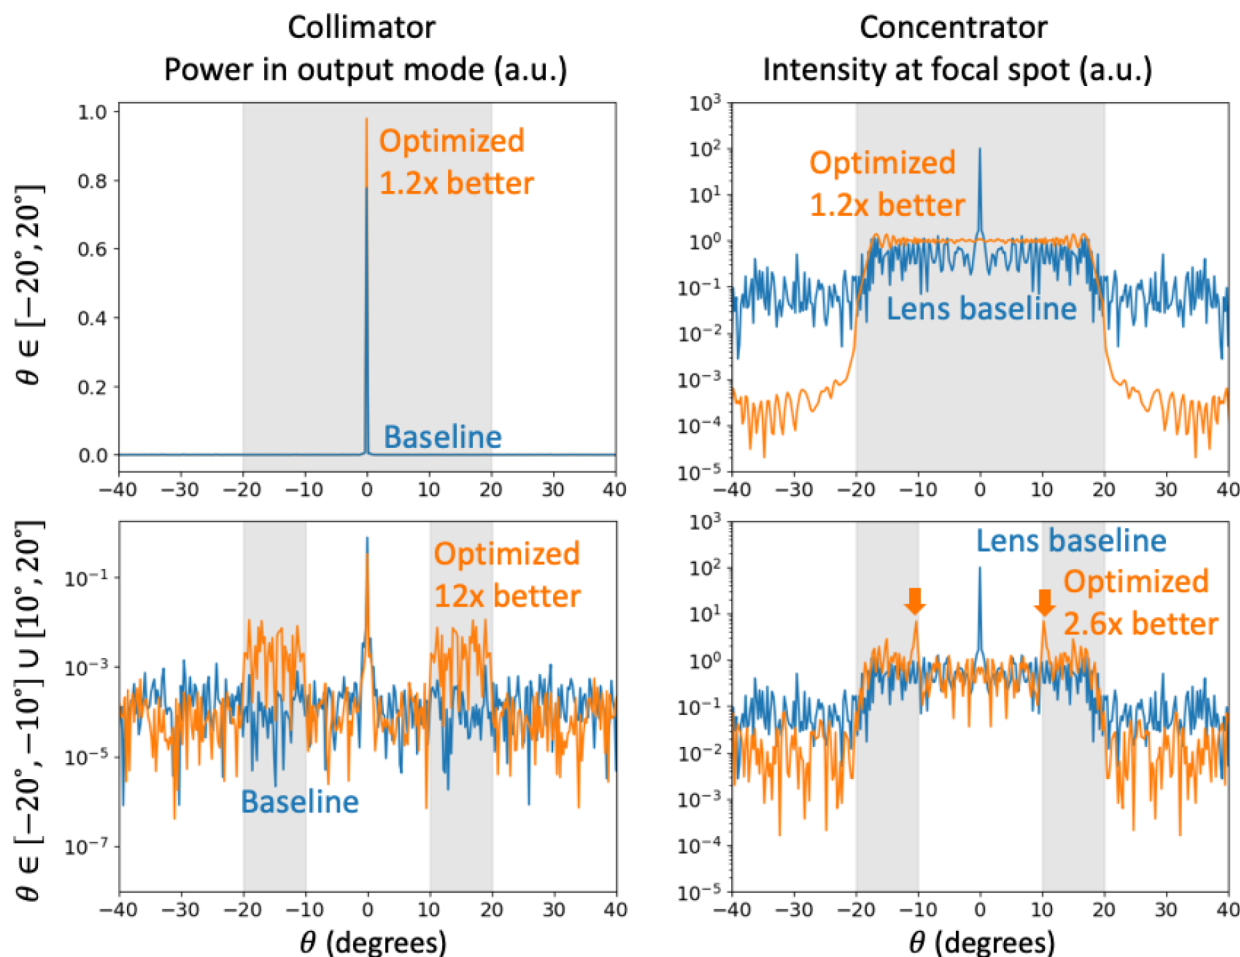 Collimator
Power in output mode (a.u.)
Concentrator
Intensity at focal spot (a.u.)
θ ∈ [−20°, 20°]
1.0
0.8
0.6
0.4
0.2
0.0
Optimized
1.2x better
Baseline
−40 −30 −20 −10 0 10 20 30 40
10³
10²
10¹
10⁰
10⁻¹
10⁻²
10⁻³
10⁻⁴
10⁻⁵
Optimized
1.2x better
Lens baseline
−40 −30 −20 −10 0 10 20 30 40
θ ∈ [−20°, −10°] ∪ [10°, 20°]
10⁻¹
10⁻³
10⁻⁵
10⁻⁷
Optimized
12x better
Baseline
−40 −30 −20 −10 0 10 20 30 40
θ (degrees)
10³
10²
10¹
10⁰
10⁻¹
10⁻²
10⁻³
10⁻⁴
10⁻⁵
Lens baseline
Optimized
2.6x better
−40 −30 −20 −10 0 10 20 30 40
θ (degrees)